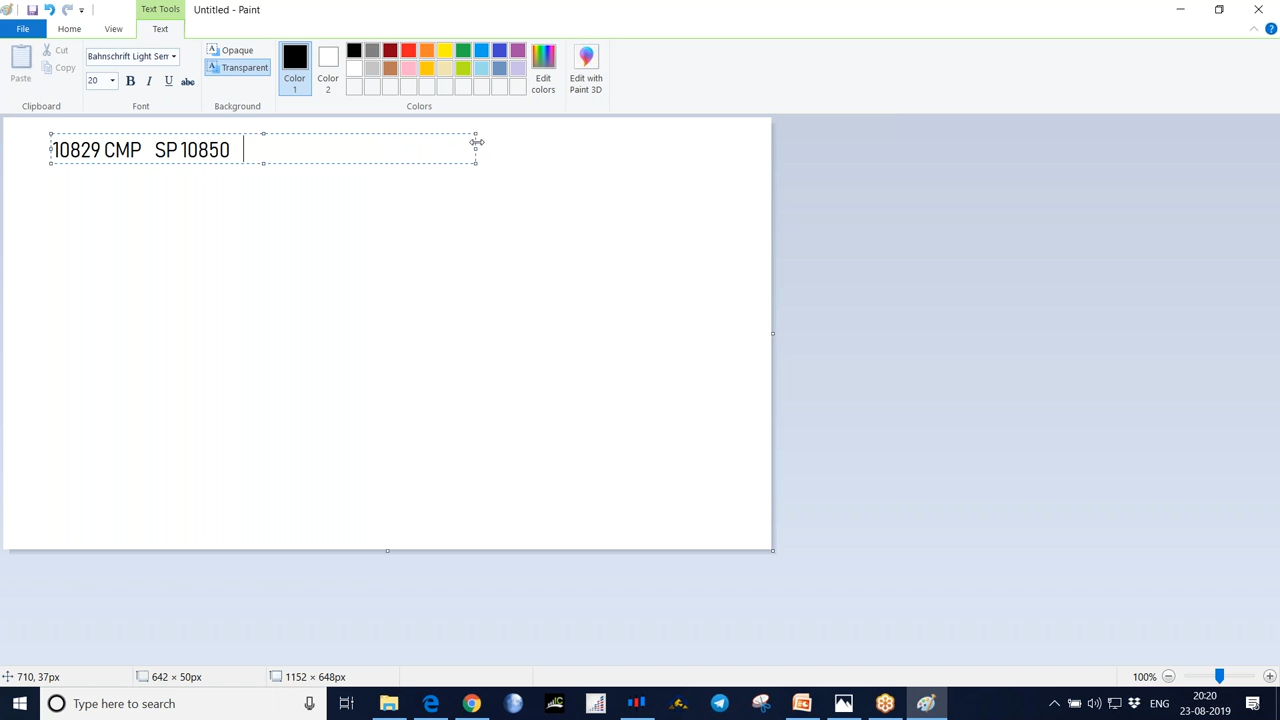 Text Tools
Untitled - Paint
File
Home
View
Text
Paste
Cut
Copy
Clipboard
Bahnschrift Light Sem
20
B I U abc
Font
Opaque
Transparent
Background
Color 1
Color 2
Edit colors
Colors
Edit with Paint 3D
10829 CMP SP 10850
710, 37px
642 × 50px
1152 × 648px
100%
Type here to search
ENG
20:20
23-08-2019